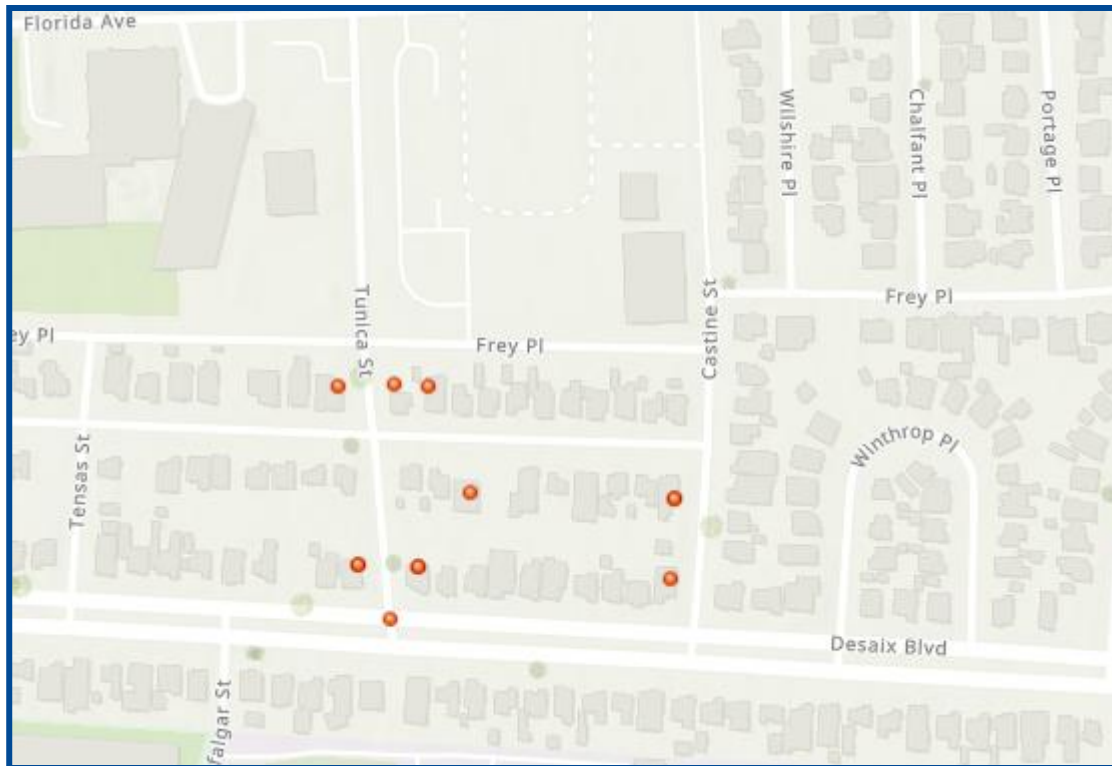 Florida Ave
Wilshire Pl
Chalfant Pl
Portage Pl
Tunica St
Castine St
Frey Pl
ey Pl
Frey Pl
Tensas St
Winthrop Pl
Desaix Blvd
falgar St